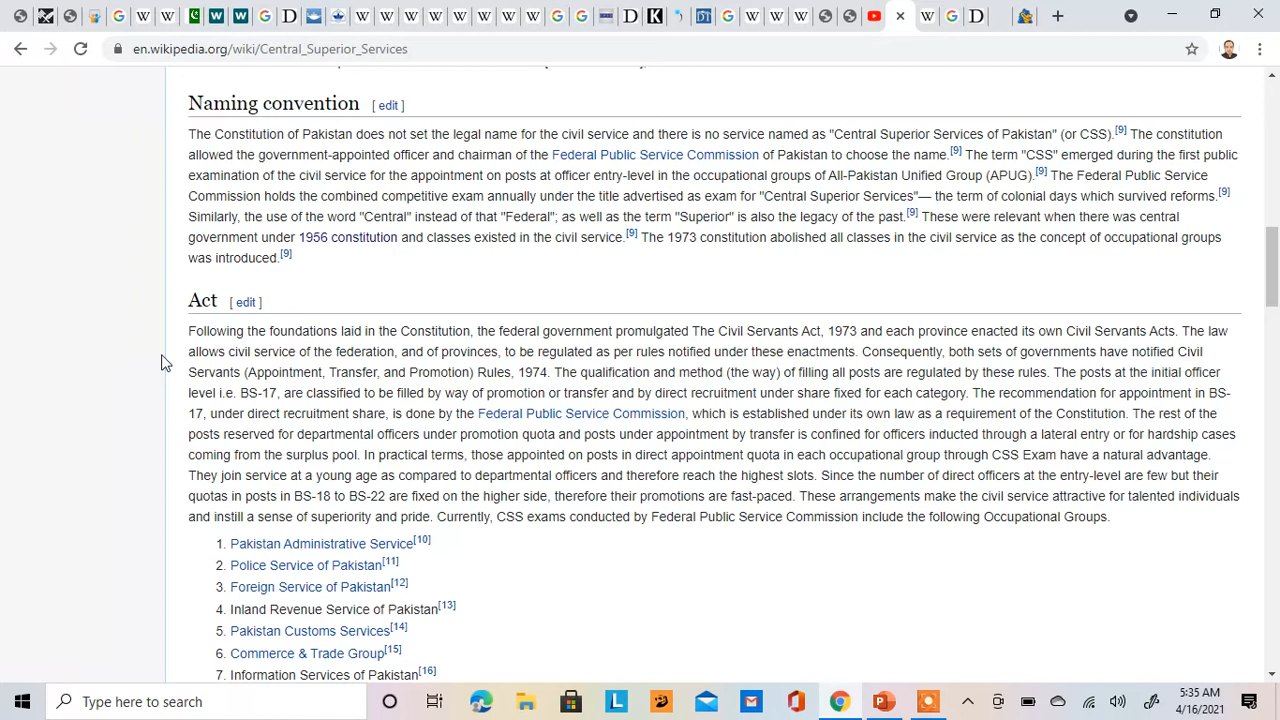 en.wikipedia.org/wiki/Central_Superior_Services
Naming convention [ edit ]
The Constitution of Pakistan does not set the legal name for the civil service and there is no service named as "Central Superior Services of Pakistan" (or CSS).[9] The constitution
allowed the government-appointed officer and chairman of the Federal Public Service Commission of Pakistan to choose the name.[9] The term "CSS" emerged during the first public
examination of the civil service for the appointment on posts at officer entry-level in the occupational groups of All-Pakistan Unified Group (APUG).[9] The Federal Public Service
Commission holds the combined competitive exam annually under the title advertised as exam for "Central Superior Services"— the term of colonial days which survived reforms.[9]
Similarly, the use of the word "Central" instead of that "Federal"; as well as the term "Superior" is also the legacy of the past.[9] These were relevant when there was central
government under 1956 constitution and classes existed in the civil service.[9] The 1973 constitution abolished all classes in the civil service as the concept of occupational groups
was introduced.[9]
Act [ edit ]
Following the foundations laid in the Constitution, the federal government promulgated The Civil Servants Act, 1973 and each province enacted its own Civil Servants Acts. The law
allows civil service of the federation, and of provinces, to be regulated as per rules notified under these enactments. Consequently, both sets of governments have notified Civil
Servants (Appointment, Transfer, and Promotion) Rules, 1974. The qualification and method (the way) of filling all posts are regulated by these rules. The posts at the initial officer
level i.e. BS-17, are classified to be filled by way of promotion or transfer and by direct recruitment under share fixed for each category. The recommendation for appointment in BS-
17, under direct recruitment share, is done by the Federal Public Service Commission, which is established under its own law as a requirement of the Constitution. The rest of the
posts reserved for departmental officers under promotion quota and posts under appointment by transfer is confined for officers inducted through a lateral entry or for hardship cases
coming from the surplus pool. In practical terms, those appointed on posts in direct appointment quota in each occupational group through CSS Exam have a natural advantage.
They join service at a young age as compared to departmental officers and therefore reach the highest slots. Since the number of direct officers at the entry-level are few but their
quotas in posts in BS-18 to BS-22 are fixed on the higher side, therefore their promotions are fast-paced. These arrangements make the civil service attractive for talented individuals
and instill a sense of superiority and pride. Currently, CSS exams conducted by Federal Public Service Commission include the following Occupational Groups.
1. Pakistan Administrative Service[10]
2. Police Service of Pakistan[11]
3. Foreign Service of Pakistan[12]
4. Inland Revenue Service of Pakistan[13]
5. Pakistan Customs Services[14]
6. Commerce & Trade Group[15]
7. Information Services of Pakistan[16]
Type here to search
5:35 AM
4/16/2021